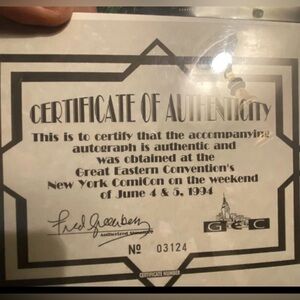 CERTIFICATE OF AUTHENTICITY
This is to certify that the accompanying
autograph is authentic and
was obtained at the
Great Eastern Convention's
New York ComiCon on the weekend
of June 4 & 5, 1994
Fred Greenberg
Authorized Signature
G E C
Nº 03124
CERTIFICATE NUMBER